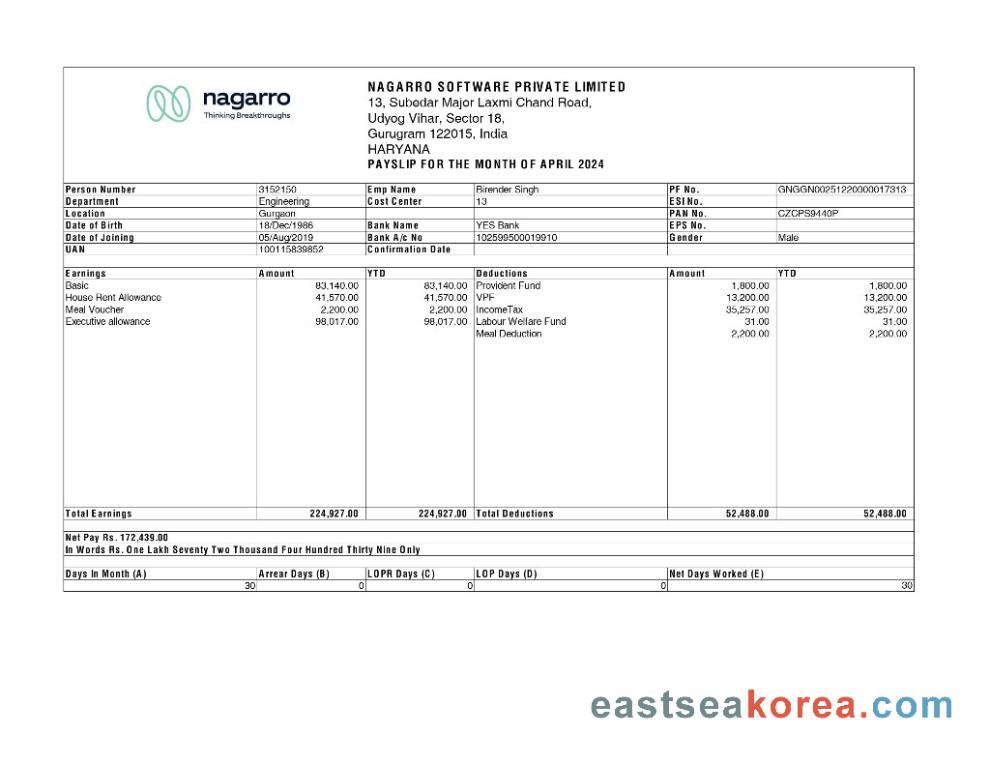 nagarro
Thinking Breakthroughs
NAGARRO SOFTWARE PRIVATE LIMITED
13, Subedar Major Laxmi Chand Road,
Udyog Vihar, Sector 18,
Gurugram 122015, India
HARYANA
PAYSLIP FOR THE MONTH OF APRIL 2024
Person Number 3152150 Emp Name Birender Singh PF No. GNGGN00251220000017313
Department Engineering Cost Center 13 ESI No.
Location Gurgaon PAN No. CZCPS9440P
Date of Birth 18/Dec/1986 Bank Name YES Bank EPS No.
Date of Joining 05/Aug/2019 Bank A/c No 102599500019910 Gender Male
UAN 100115839852 Confirmation Date
Earnings Amount YTD Deductions Amount YTD
Basic 83,140.00 83,140.00 Provident Fund 1,800.00 1,800.00
House Rent Allowance 41,570.00 41,570.00 VPF 13,200.00 13,200.00
Meal Voucher 2,200.00 2,200.00 IncomeTax 35,257.00 35,257.00
Executive allowance 98,017.00 98,017.00 Labour Welfare Fund 31.00 31.00
Meal Deduction 2,200.00 2,200.00
Total Earnings 224,927.00 224,927.00 Total Deductions 52,488.00 52,488.00
Net Pay Rs. 172,439.00
In Words Rs. One Lakh Seventy Two Thousand Four Hundred Thirty Nine Only
Days In Month (A) Arrear Days (B) LOPR Days (C) LOP Days (D) Net Days Worked (E)
30 0 0 0 30
eastseakorea.com